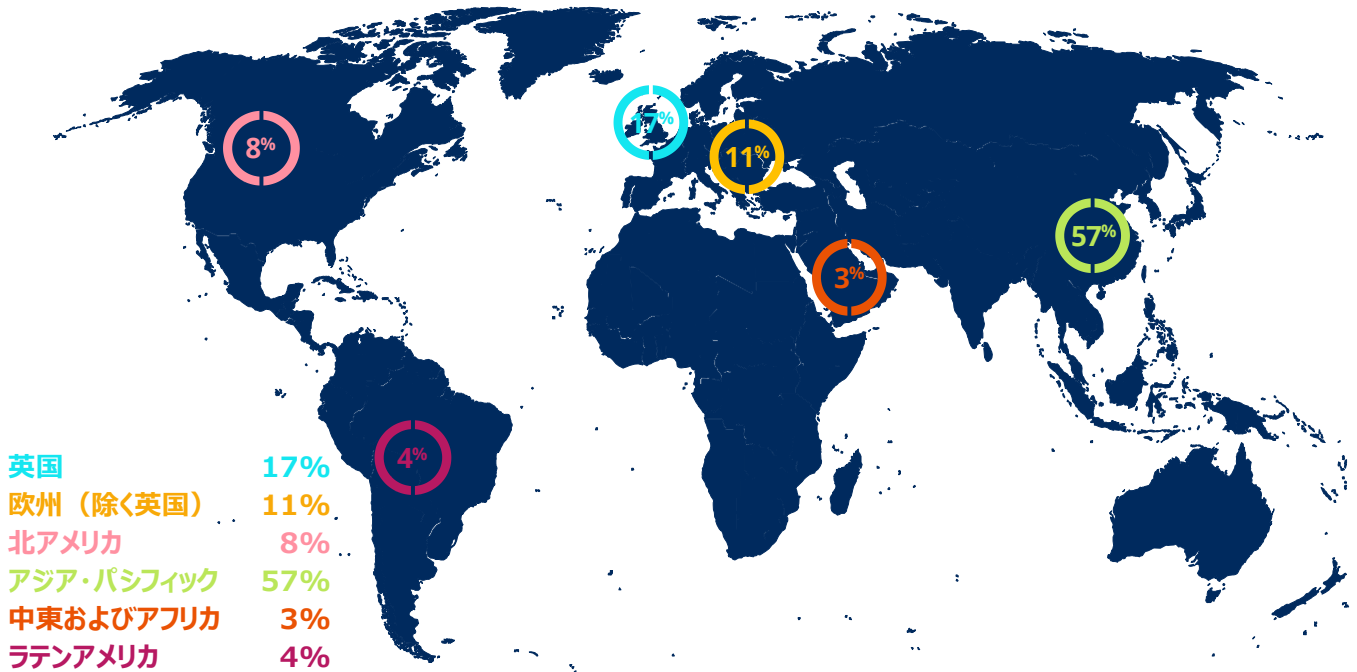 17%
8%
11%
57%
3%
4%
英国 17%
欧州（除く英国） 11%
北アメリカ 8%
アジア・パシフィック 57%
中東およびアフリカ 3%
ラテンアメリカ 4%